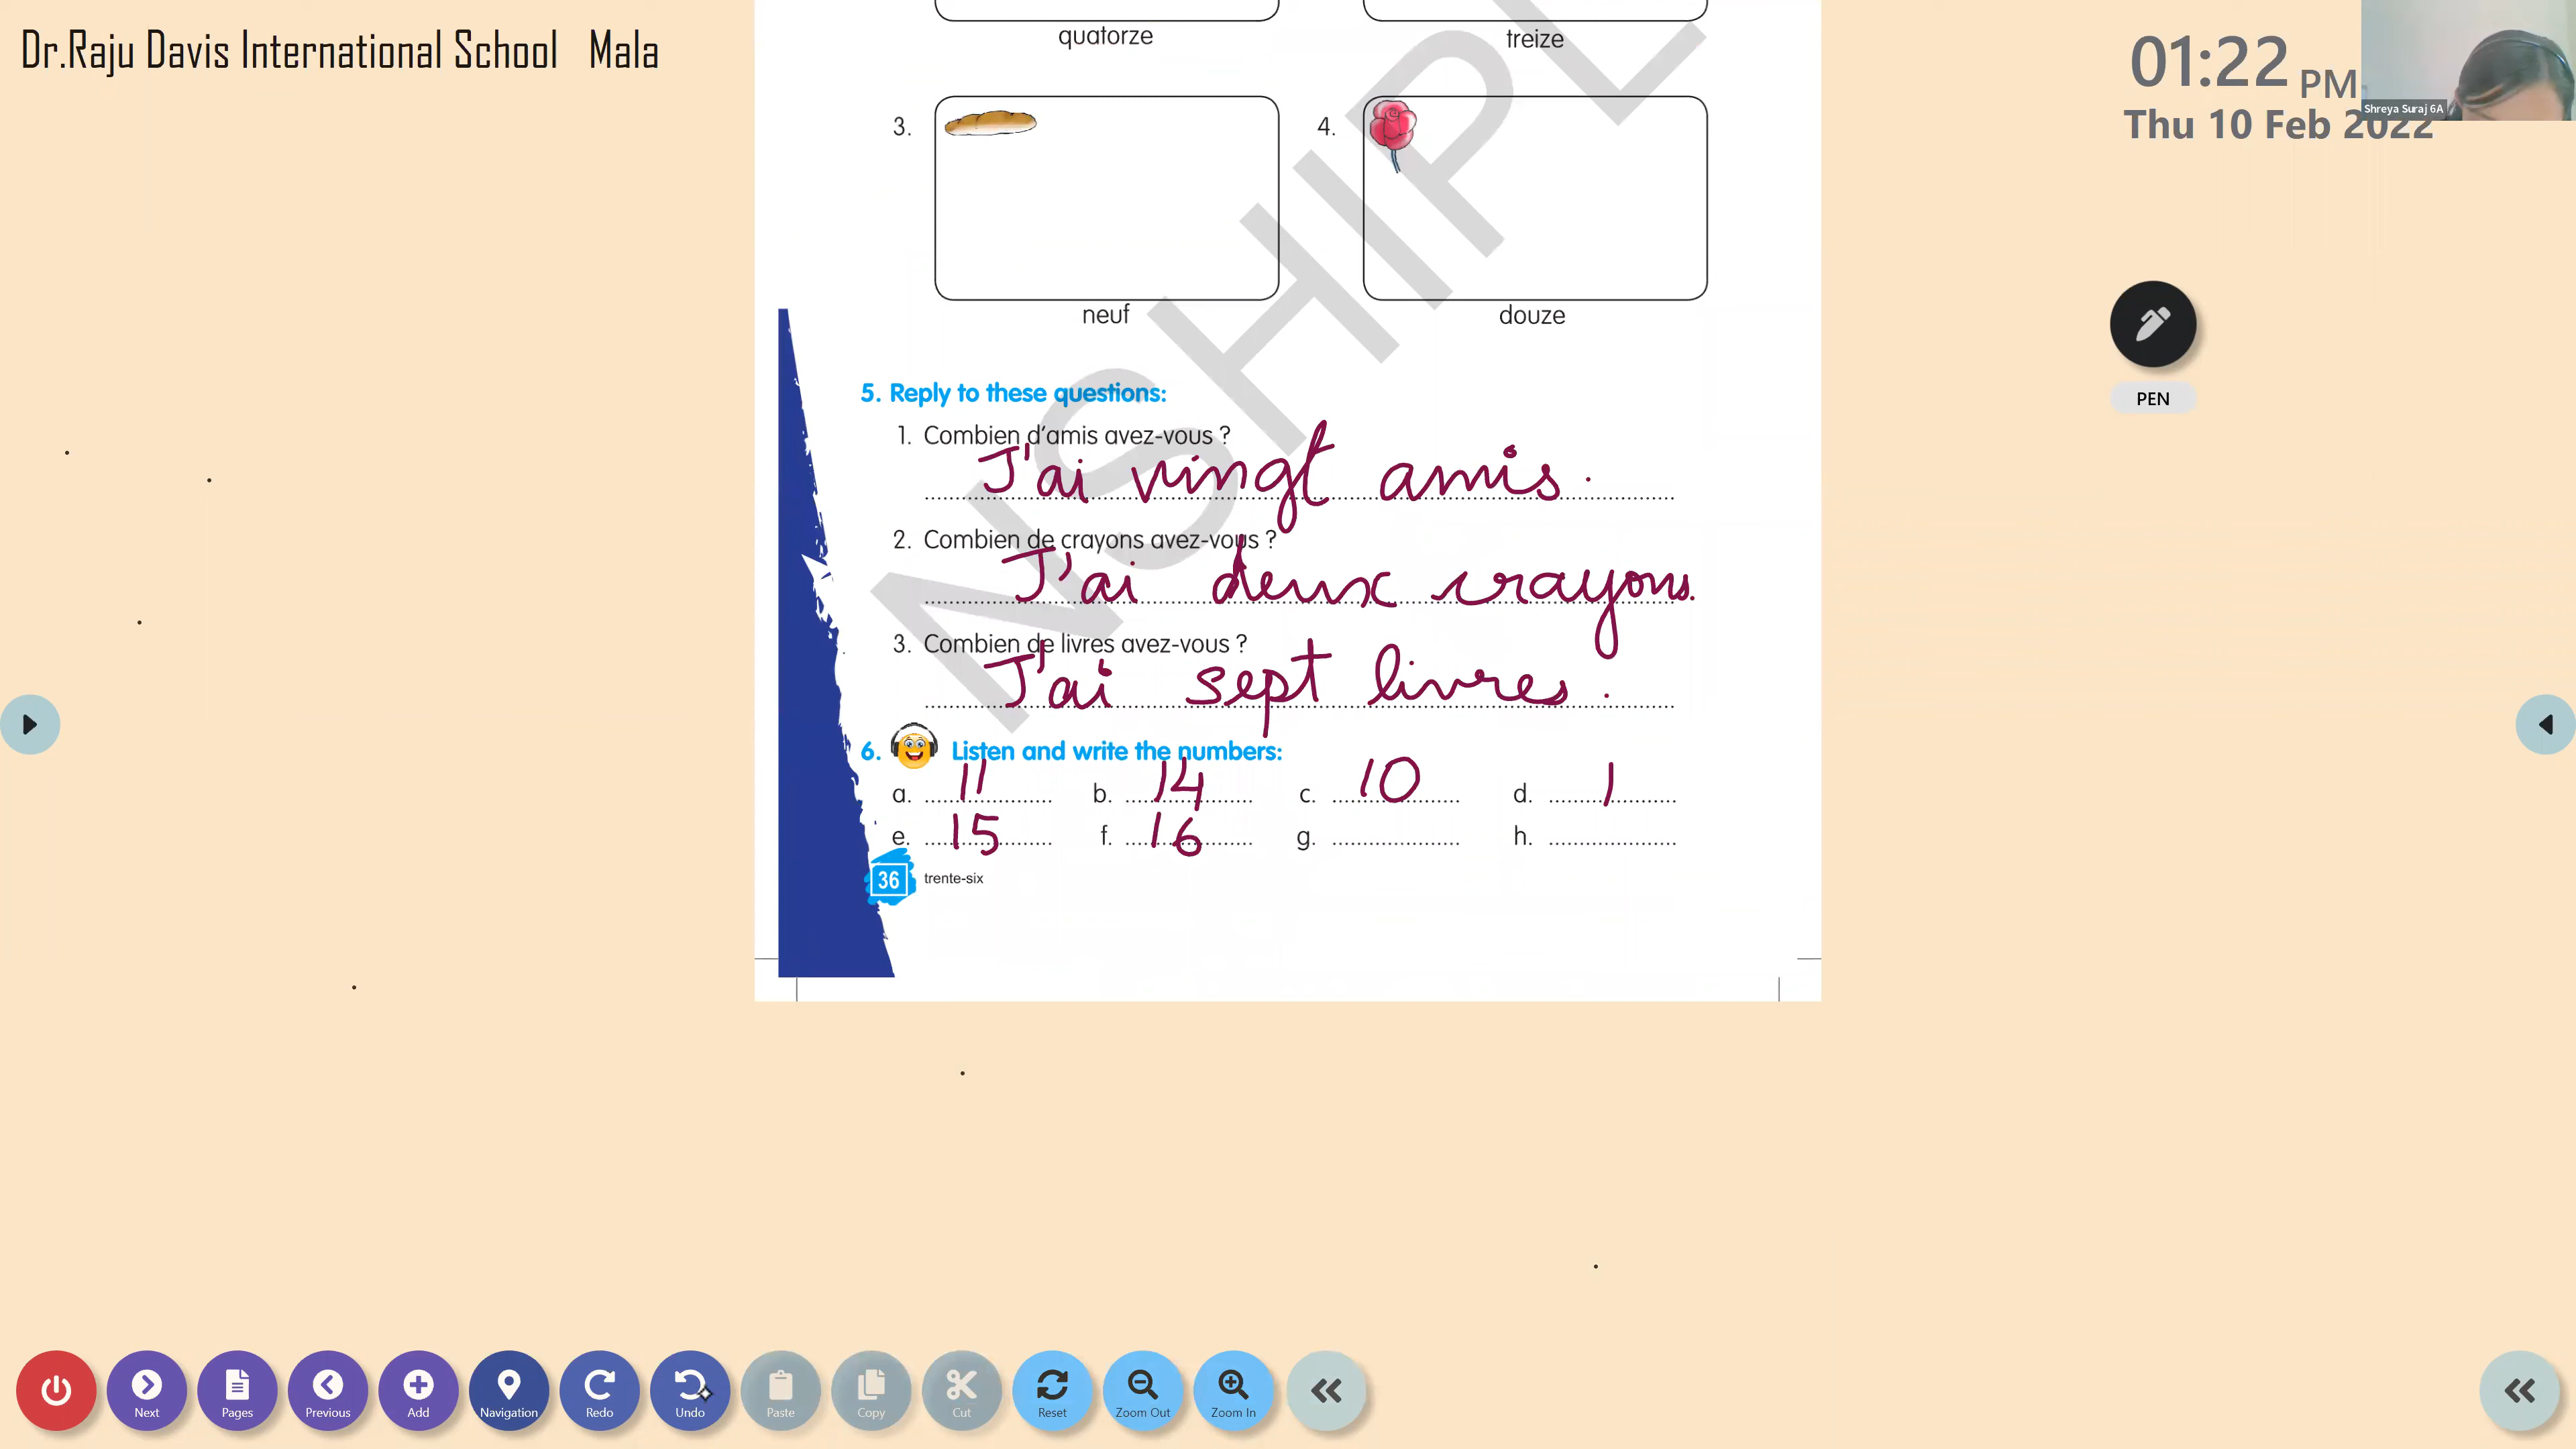 Dr.Raju Davis International School Mala
01:22 PM
Thu 10 Feb 2022
Shreya Suraj 6A
PEN
quatorze
treize
3.
4.
neuf
douze
NSHIPL
5. Reply to these questions:
1. Combien d'amis avez-vous ?
J'ai vingt amis.
2. Combien de crayons avez-vous ?
J'ai deux crayons.
3. Combien de livres avez-vous ?
J'ai sept livres.
6. Listen and write the numbers:
a. 11 b. 14 c. 10 d. 1
e. 15 f. 16 g. h.
36 trente-six
Next Pages Previous Add Navigation Redo Undo Paste Copy Cut Reset Zoom Out Zoom In